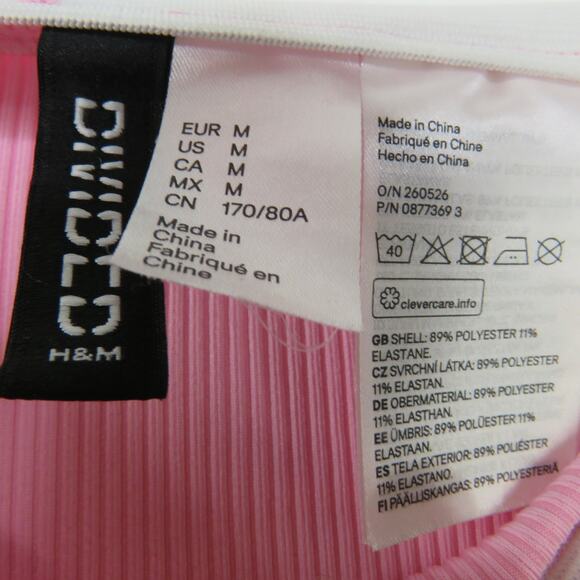 DIVIDED
H&M
EUR M
US M
CA M
MX M
CN 170/80A
Made in
China
Fabriqué en
Chine
Made in China
Fabriqué en Chine
Hecho en China
O/N 260526
P/N 0877369 3
40
clevercare.info
GB SHELL: 89% POLYESTER 11%
ELASTANE.
CZ SVRCHNÍ LÁTKA: 89% POLYESTER
11% ELASTAN.
DE OBERMATERIAL: 89% POLYESTER
11% ELASTHAN.
EE ÜMBRIS: 89% POLÜESTER 11%
ELASTAAN.
ES TELA EXTERIOR: 89% POLIÉSTER
11% ELASTANO.
FI PÄÄLLISKANGAS: 89% POLYESTERIÄ